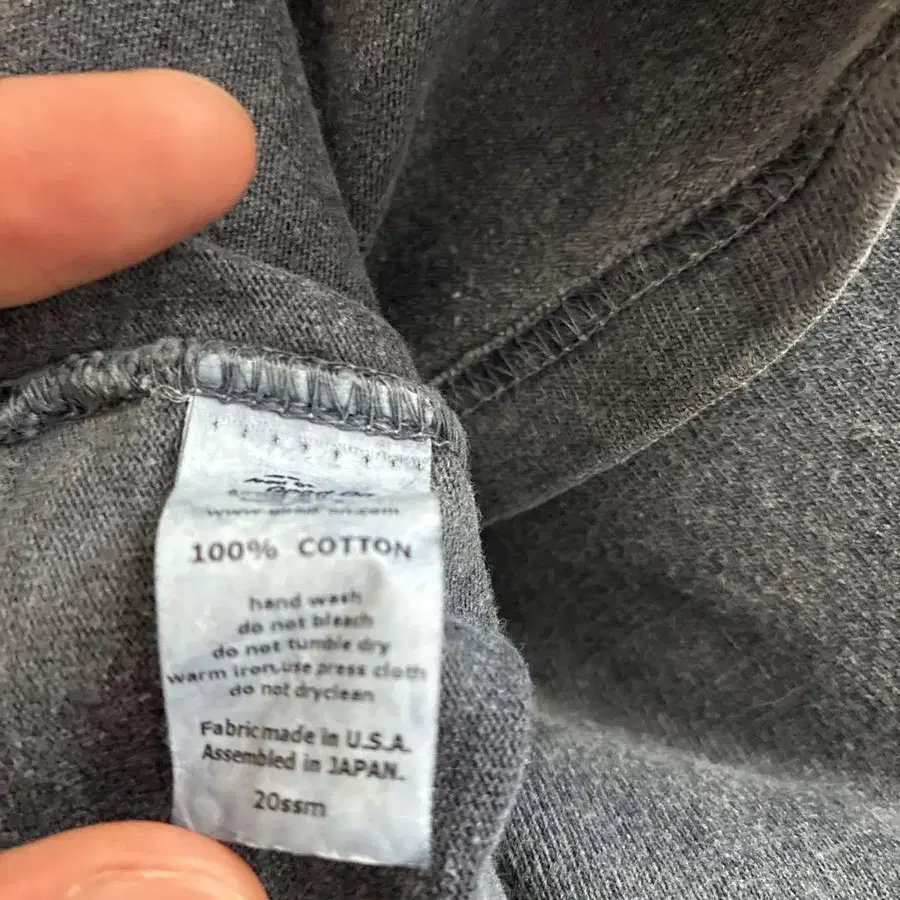 100% COTTON
hand wash
do not bleach
do not tumble dry
warm iron,use press cloth
do not dryclean
Fabricmade in U.S.A.
Assembled in JAPAN.
20ssm